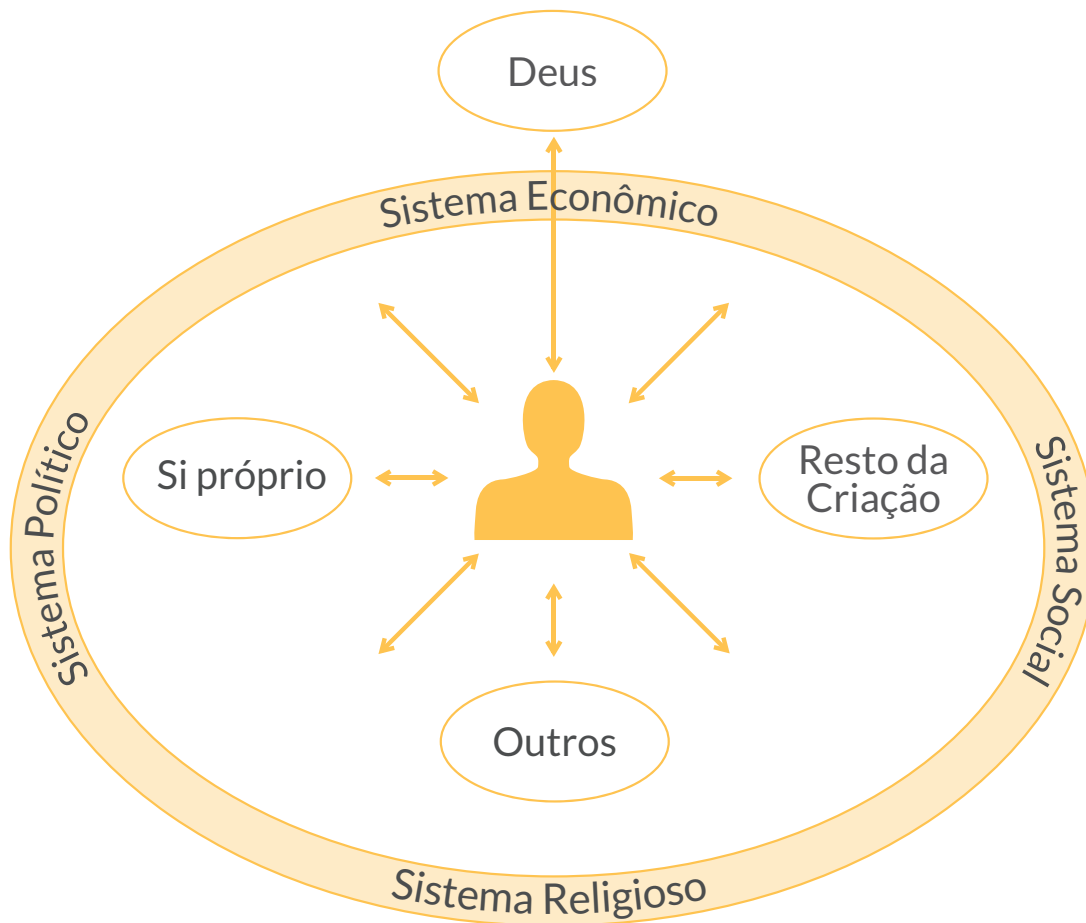 Deus
Sistema Econômico
Sistema Político
Si próprio
Resto da
Criação
Sistema Social
Outros
Sistema Religioso